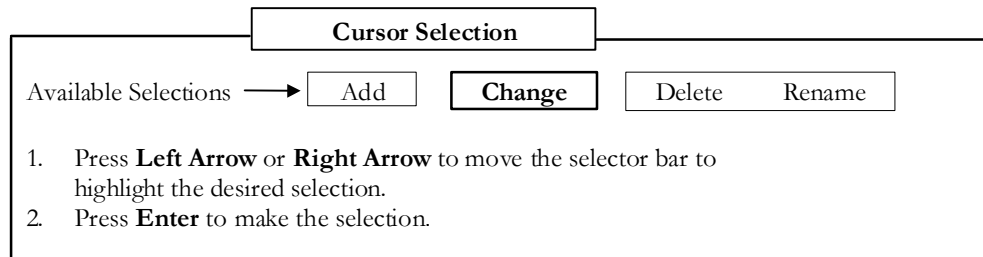 Cursor Selection
Available Selections Add Change Delete Rename
1. Press Left Arrow or Right Arrow to move the selector bar to
highlight the desired selection.
2. Press Enter to make the selection.